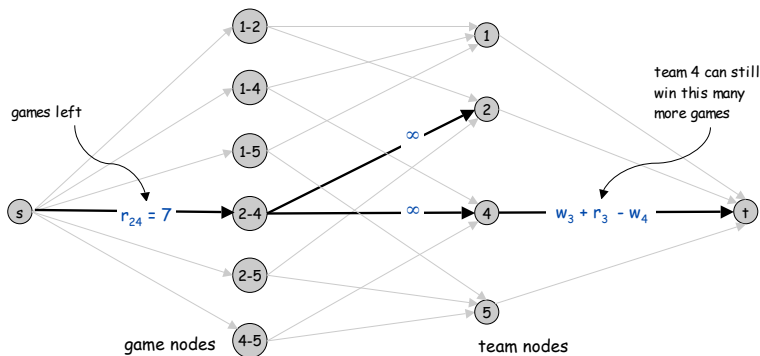 1-2
1
1-4
team 4 can still
win this many
more games
games left
2
∞
1-5
s
r24 = 7
2-4
∞
4
w3 + r3 - w4
t
2-5
5
4-5
game nodes
team nodes